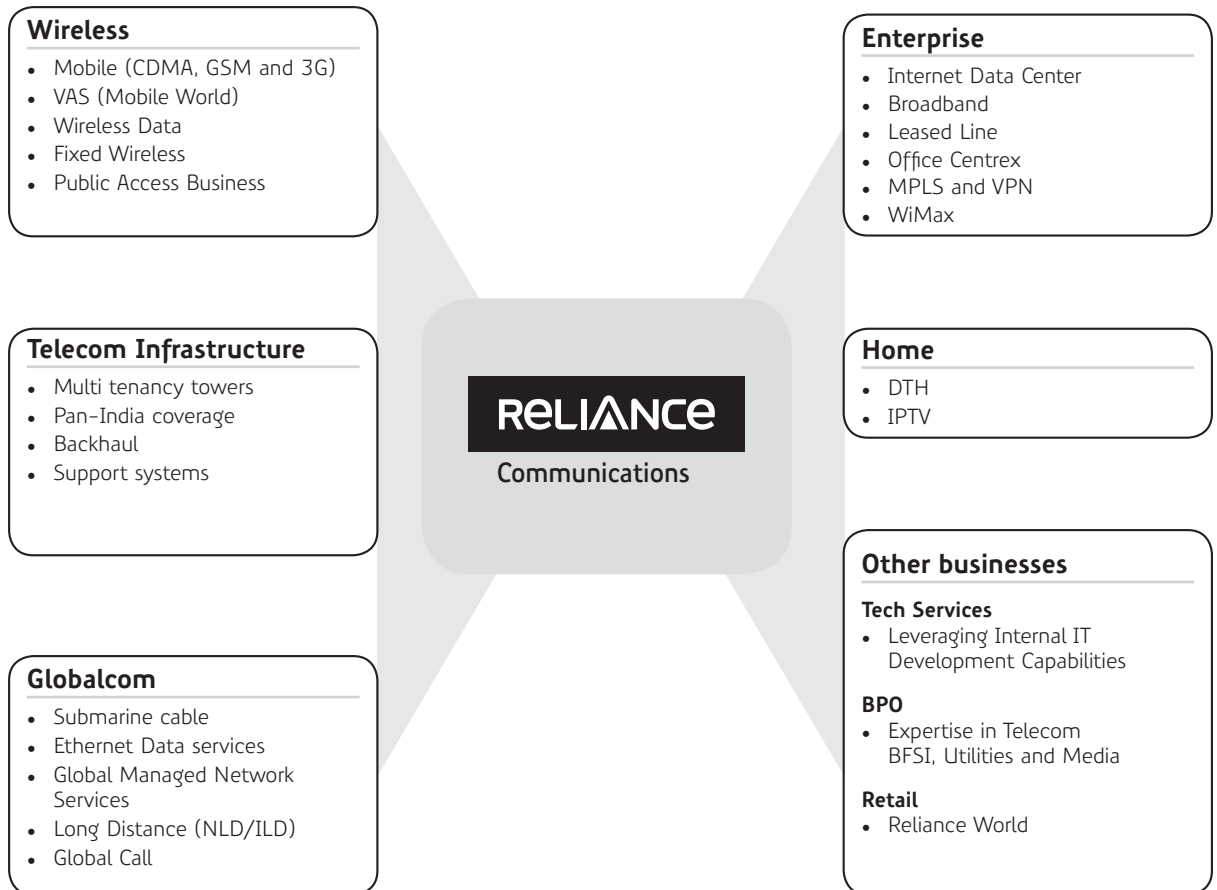 Wireless
• Mobile (CDMA, GSM and 3G)
• VAS (Mobile World)
• Wireless Data
• Fixed Wireless
• Public Access Business
Telecom Infrastructure
• Multi tenancy towers
• Pan-India coverage
• Backhaul
• Support systems
Globalcom
• Submarine cable
• Ethernet Data services
• Global Managed Network
Services
• Long Distance (NLD/ILD)
• Global Call
RELIANCE
Communications
Enterprise
• Internet Data Center
• Broadband
• Leased Line
• Office Centrex
• MPLS and VPN
• WiMax
Home
• DTH
• IPTV
Other businesses
Tech Services
• Leveraging Internal IT
Development Capabilities
BPO
• Expertise in Telecom
BFSI, Utilities and Media
Retail
• Reliance World